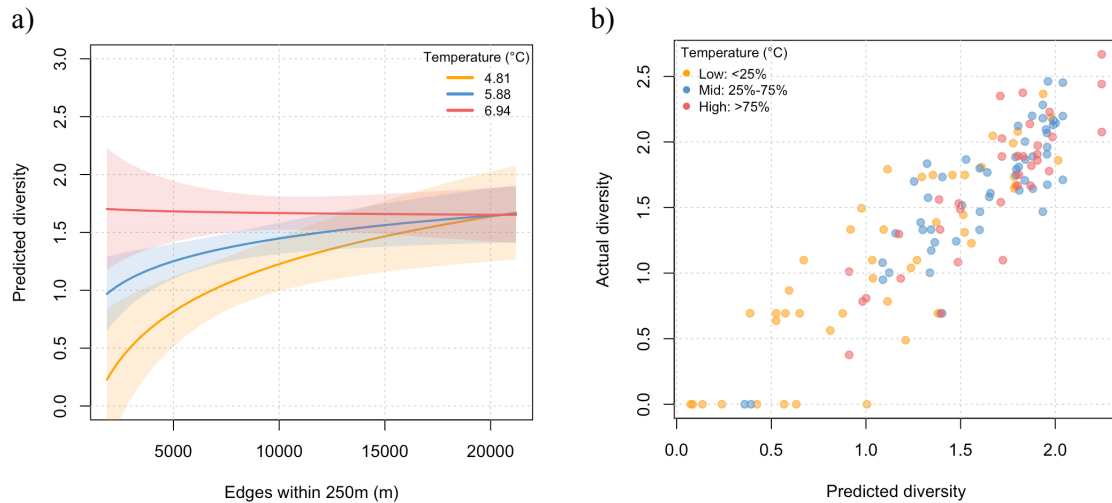 a)
Temperature (°C)
4.81
5.88
6.94
Predicted diversity
3.0
2.5
2.0
1.5
1.0
0.5
0.0
5000 10000 15000 20000
Edges within 250m (m)
b)
Temperature (°C)
Low: <25%
Mid: 25%-75%
High: >75%
Actual diversity
2.5
2.0
1.5
1.0
0.5
0.0
0.0 0.5 1.0 1.5 2.0
Predicted diversity